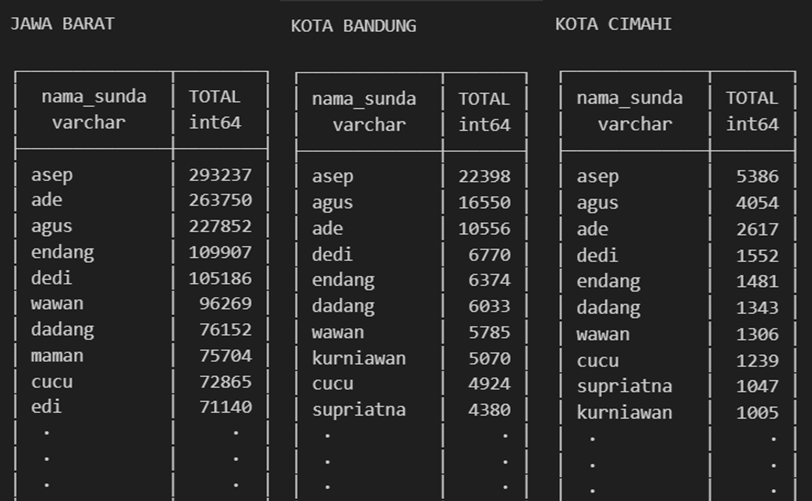 JAWA BARAT
nama_sunda TOTAL
varchar int64
asep 293237
ade 263750
agus 227852
endang 109907
dedi 105186
wawan 96269
dadang 76152
maman 75704
cucu 72865
edi 71140
. .
. .
. .
KOTA BANDUNG
nama_sunda TOTAL
varchar int64
asep 22398
agus 16550
ade 10556
dedi 6770
endang 6374
dadang 6033
wawan 5785
kurniawan 5070
cucu 4924
supriatna 4380
. .
. .
. .
KOTA CIMAHI
nama_sunda TOTAL
varchar int64
asep 5386
agus 4054
ade 2617
dedi 1552
endang 1481
dadang 1343
wawan 1306
cucu 1239
supriatna 1047
kurniawan 1005
. .
. .
. .